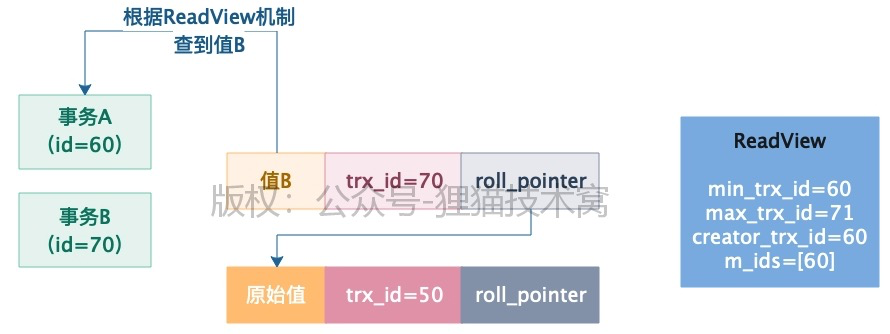 根据ReadView机制
查到值B
事务A
（id=60）
事务B
（id=70）
值B trx_id=70 roll_pointer
版权：公众号-狸猫技术窝
原始值 trx_id=50 roll_pointer
ReadView
min_trx_id=60
max_trx_id=71
creator_trx_id=60
m_ids=[60]